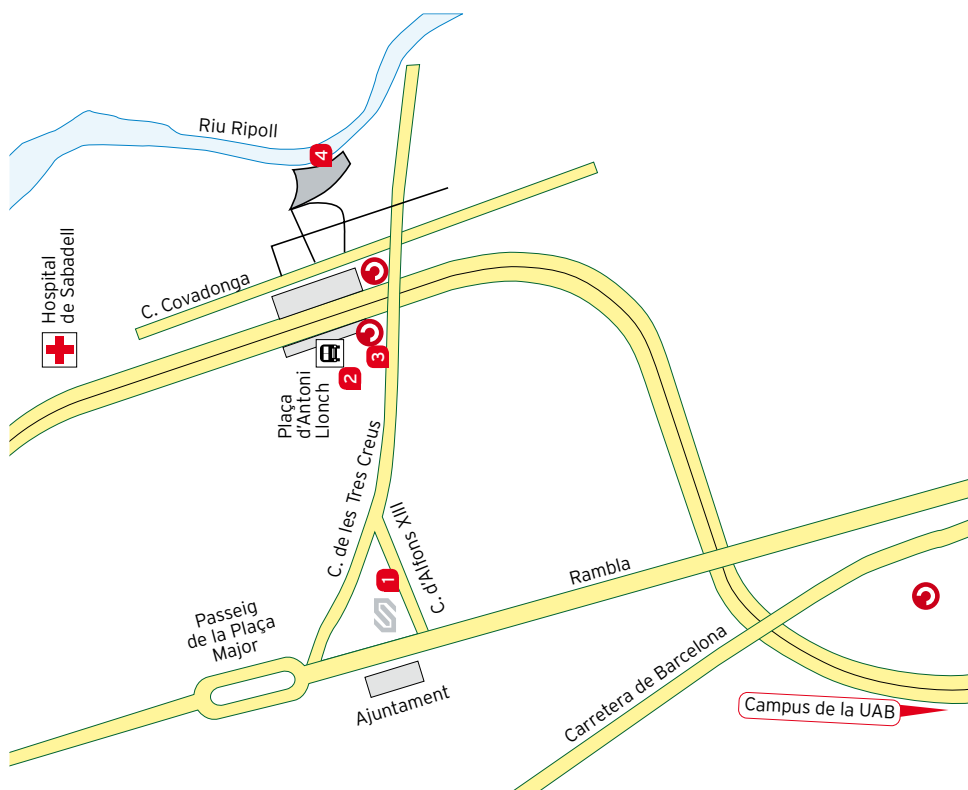 Riu Ripoll
4
Hospital
de Sabadell
C. Covadonga
3
2
Plaça
d'Antoni
Llonch
C. de les Tres Creus
C. d'Alfons XIII
1
Rambla
Passeig
de la Plaça
Major
Ajuntament
Carretera de Barcelona
Campus de la UAB